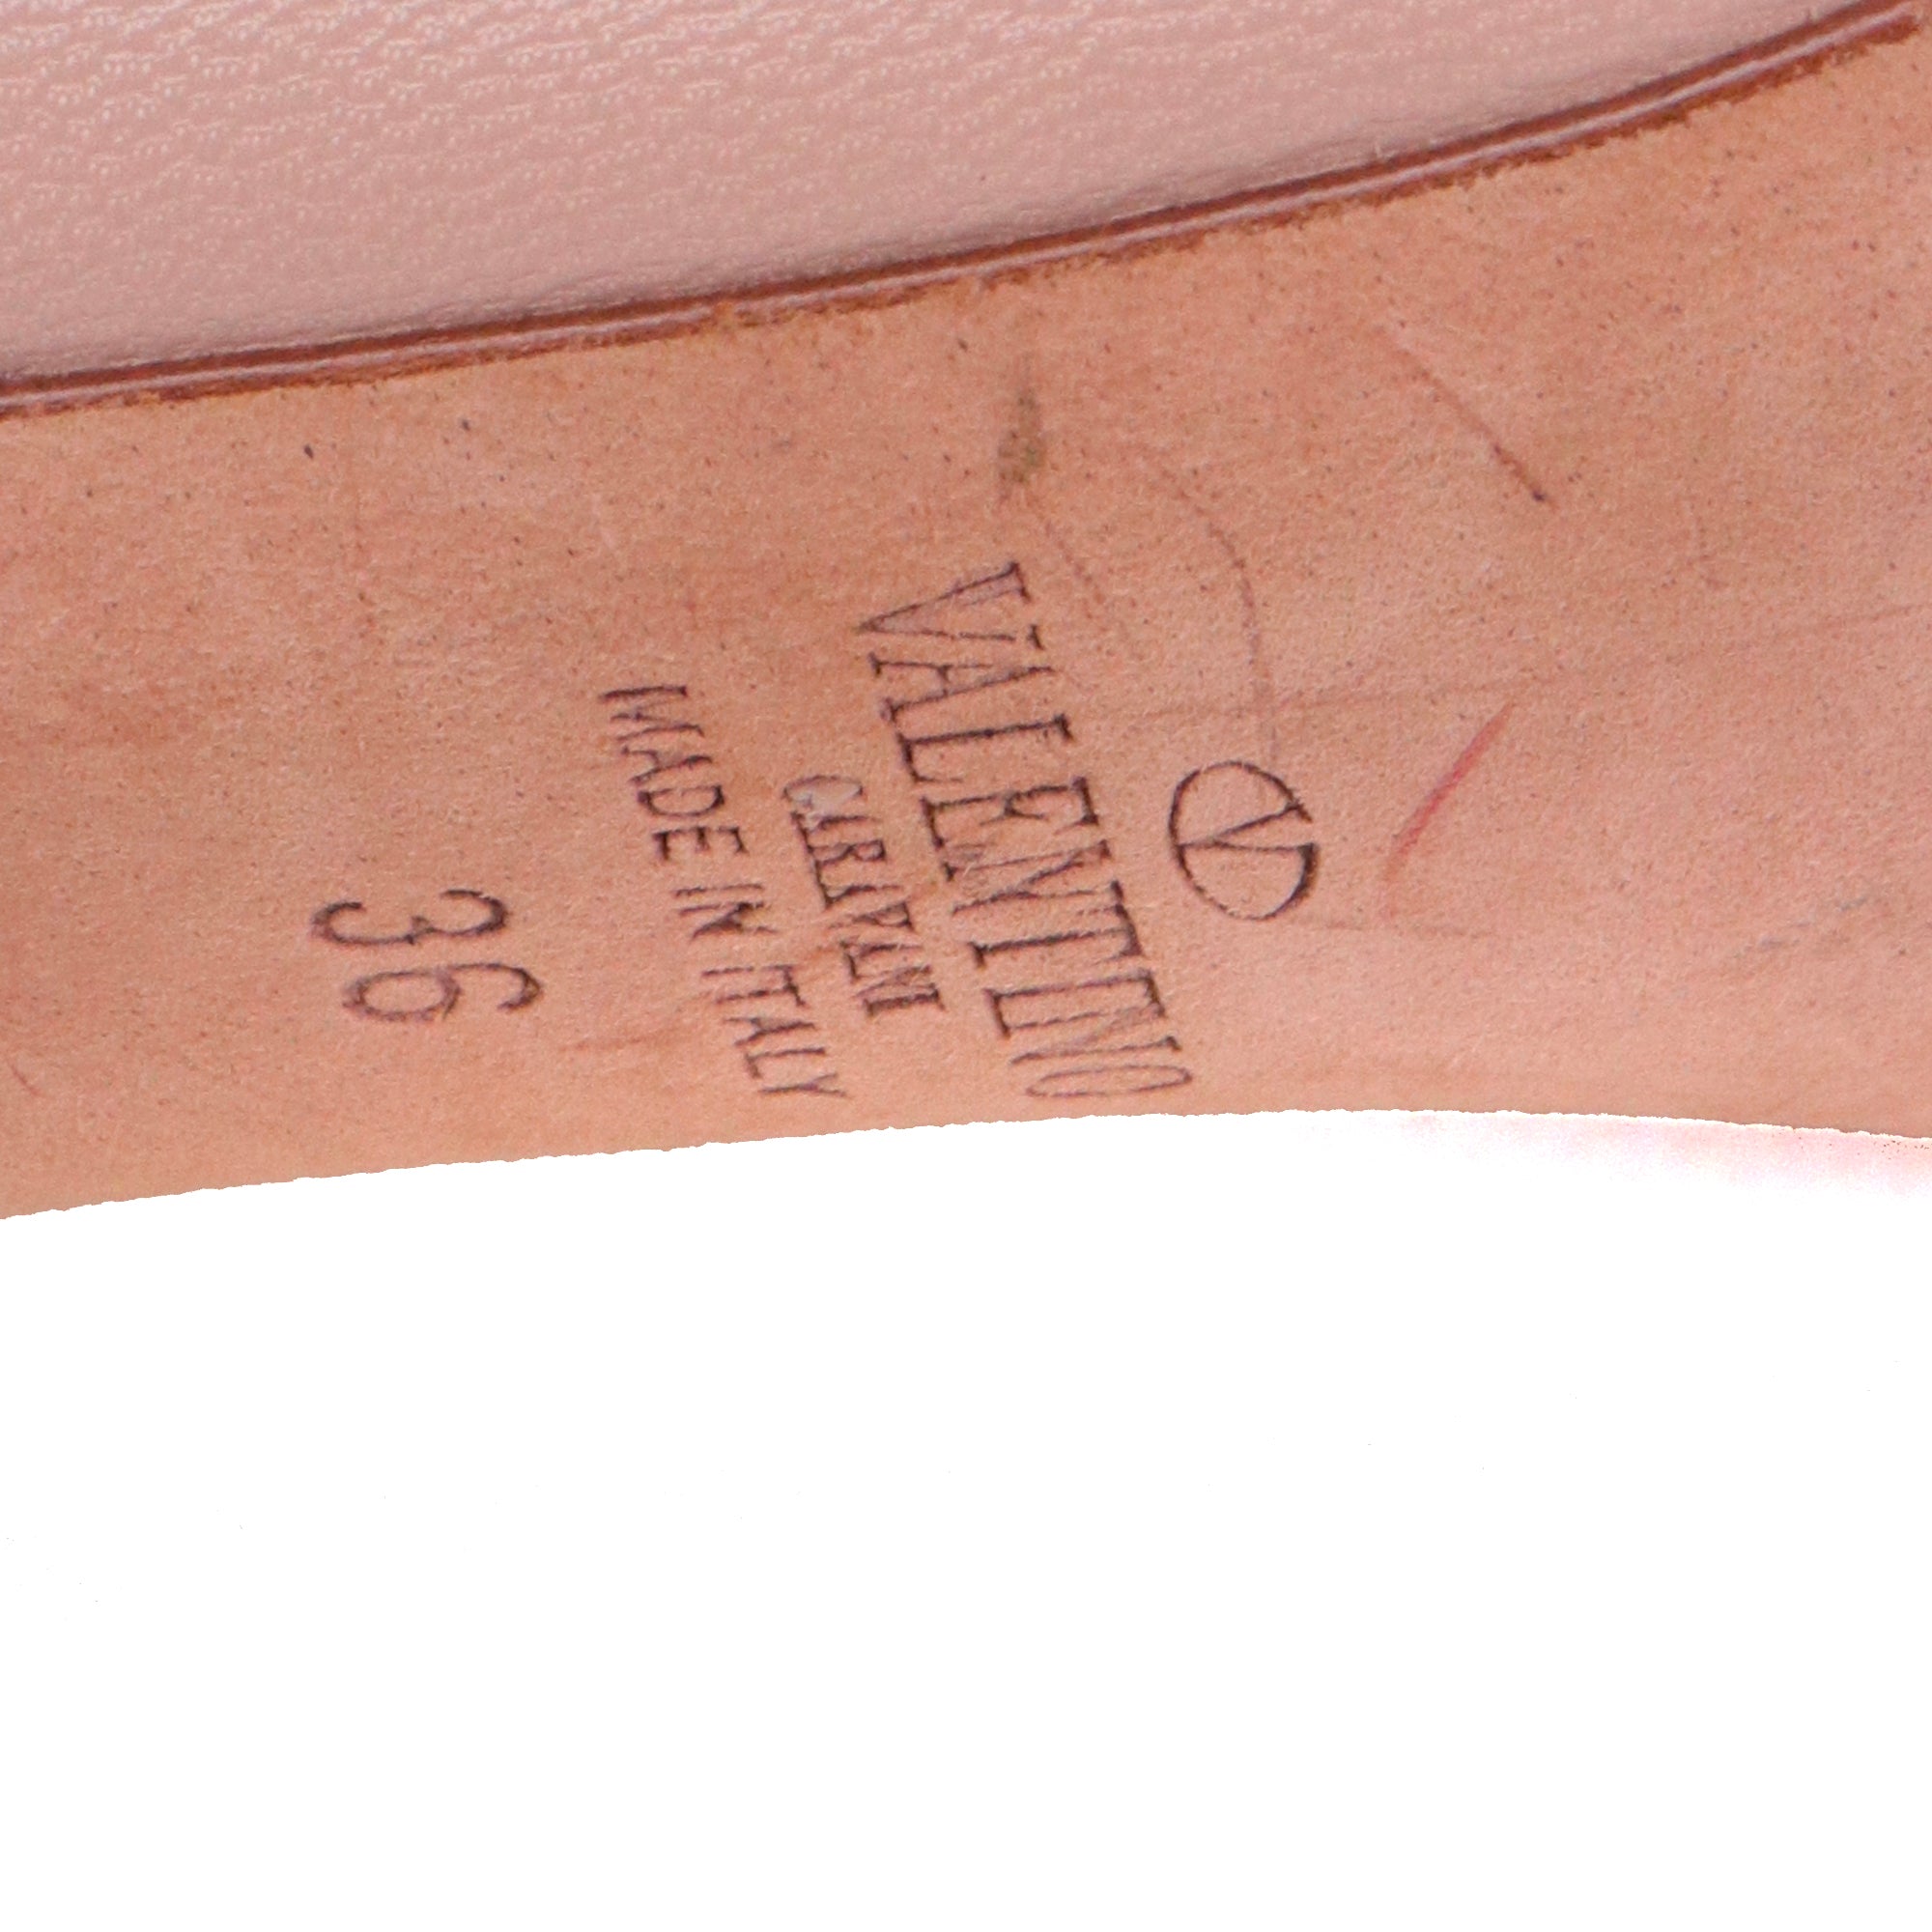 VALENTINO
GARAVANI
MADE IN ITALY
36